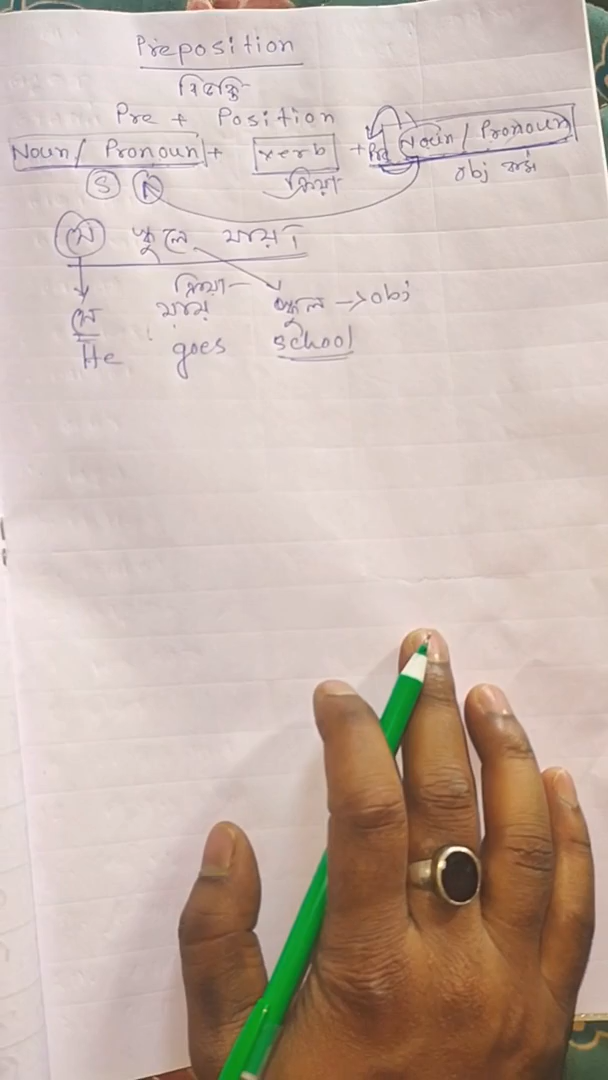 Preposition
বিভক্তি
Pre + Position
Noun / Pronoun + verb + Pre Noun / Pronoun
S N ক্রিয়া obj কর্ম
সে স্কুলে যায়।
ক্রিয়া
সে যায় স্কুল → obj
He goes school